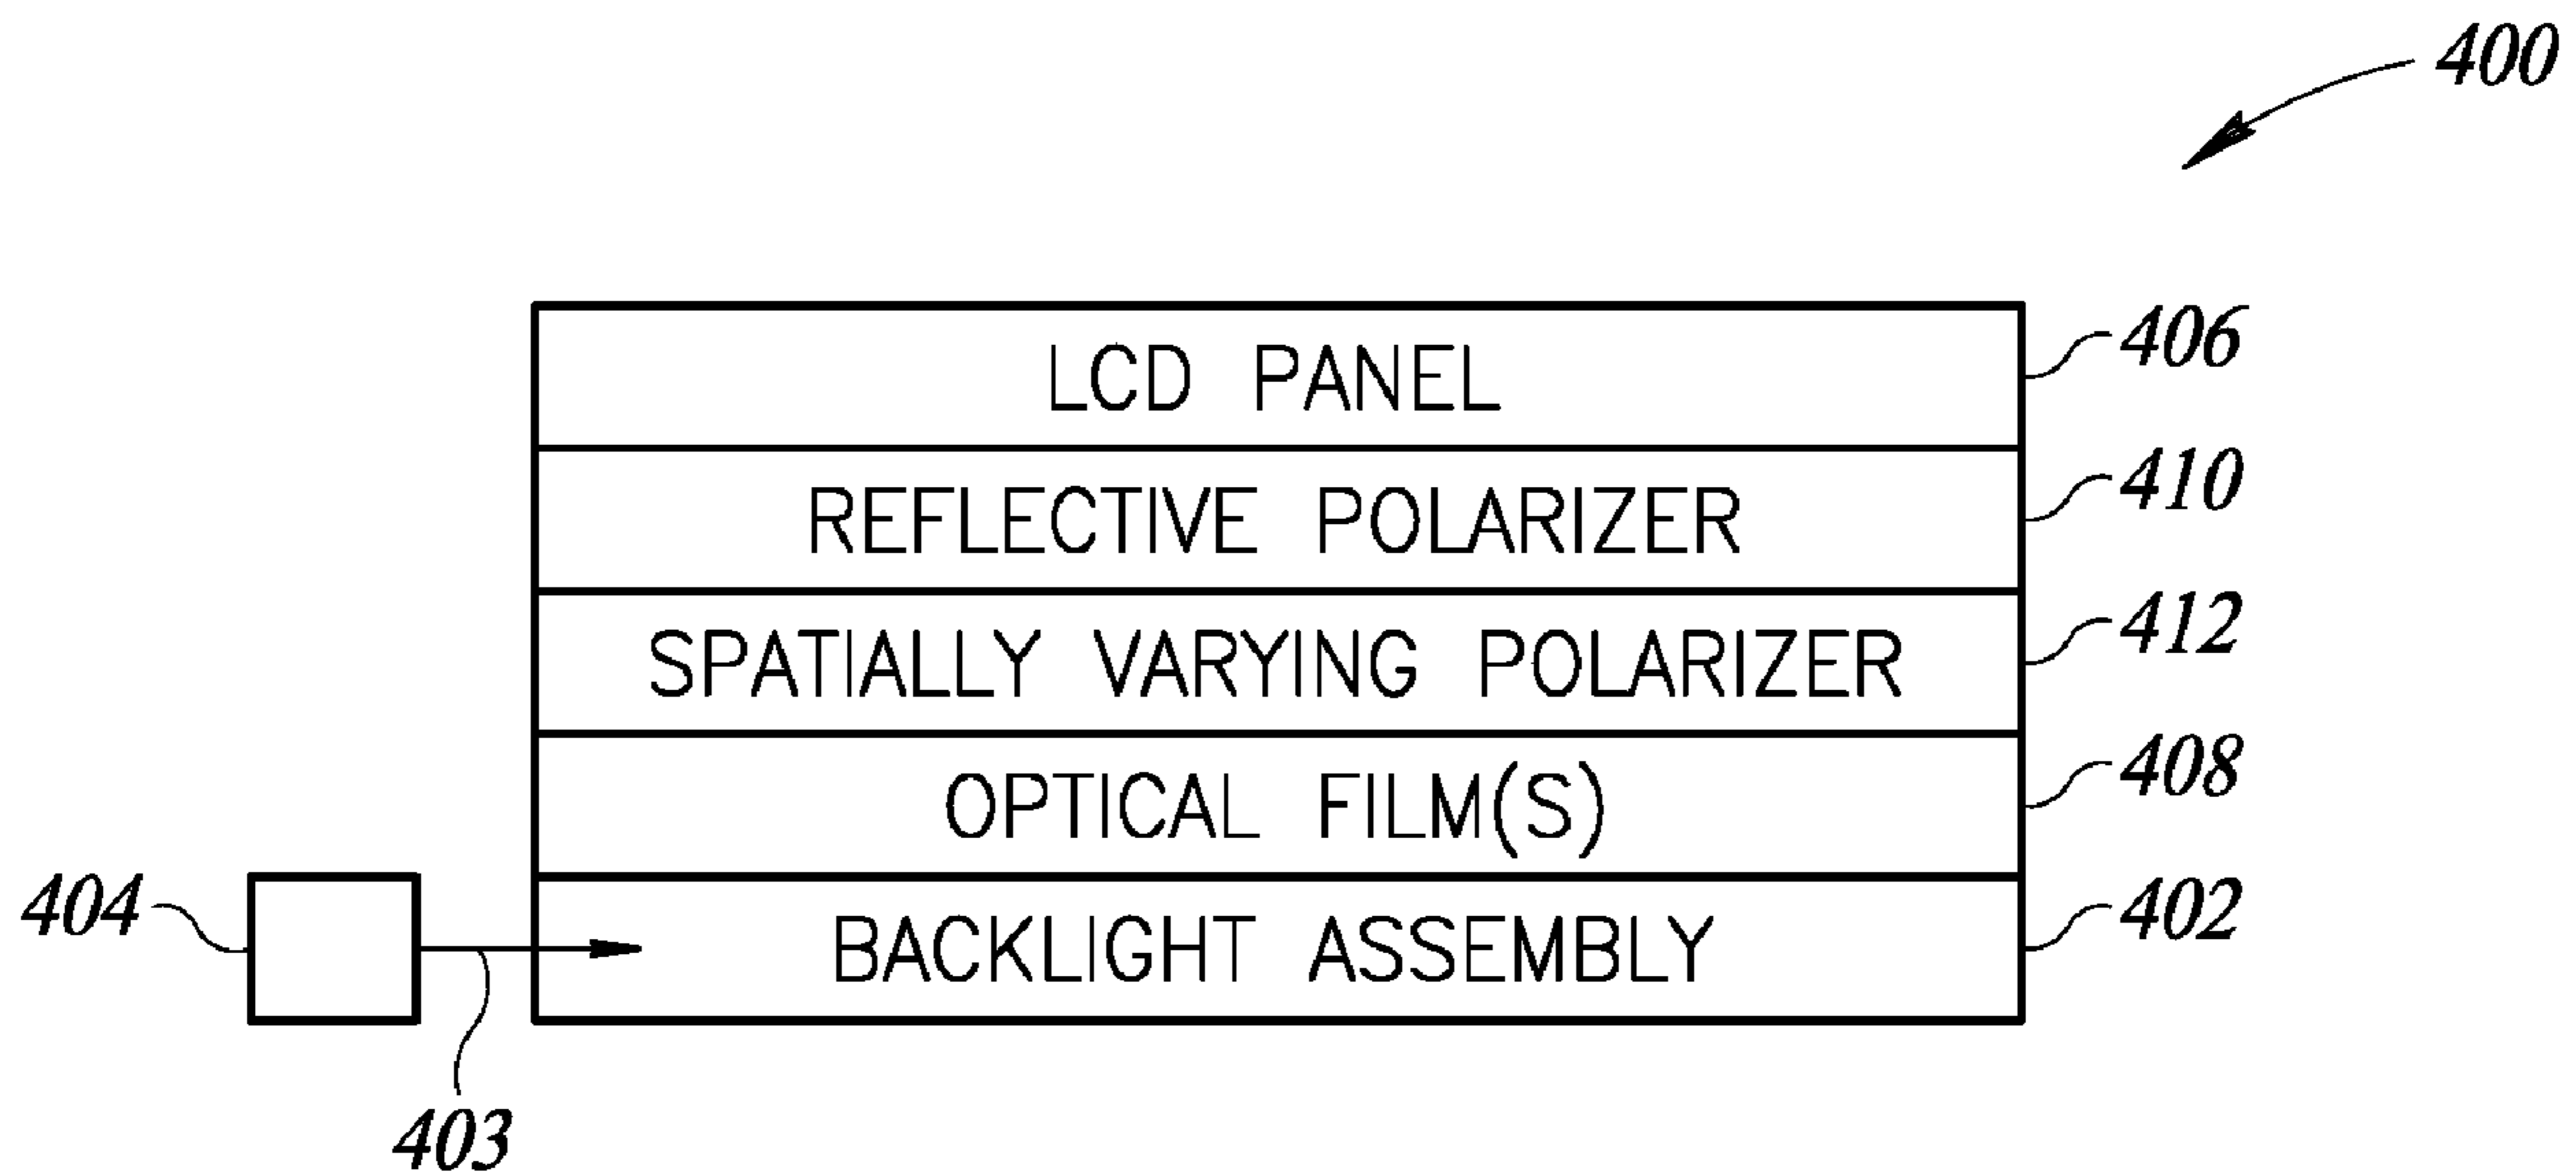 400
LCD PANEL 406
REFLECTIVE POLARIZER 410
SPATIALLY VARYING POLARIZER 412
OPTICAL FILM(S) 408
404 BACKLIGHT ASSEMBLY 402
403